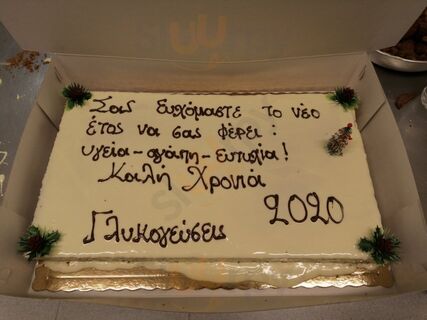 Σας ευχόμαστε το νέο
έτος να σας φέρει :
υγεία-αγάπη-ευτυχία!
Καλή Χρονιά
2020
Γλυκογεύσεις